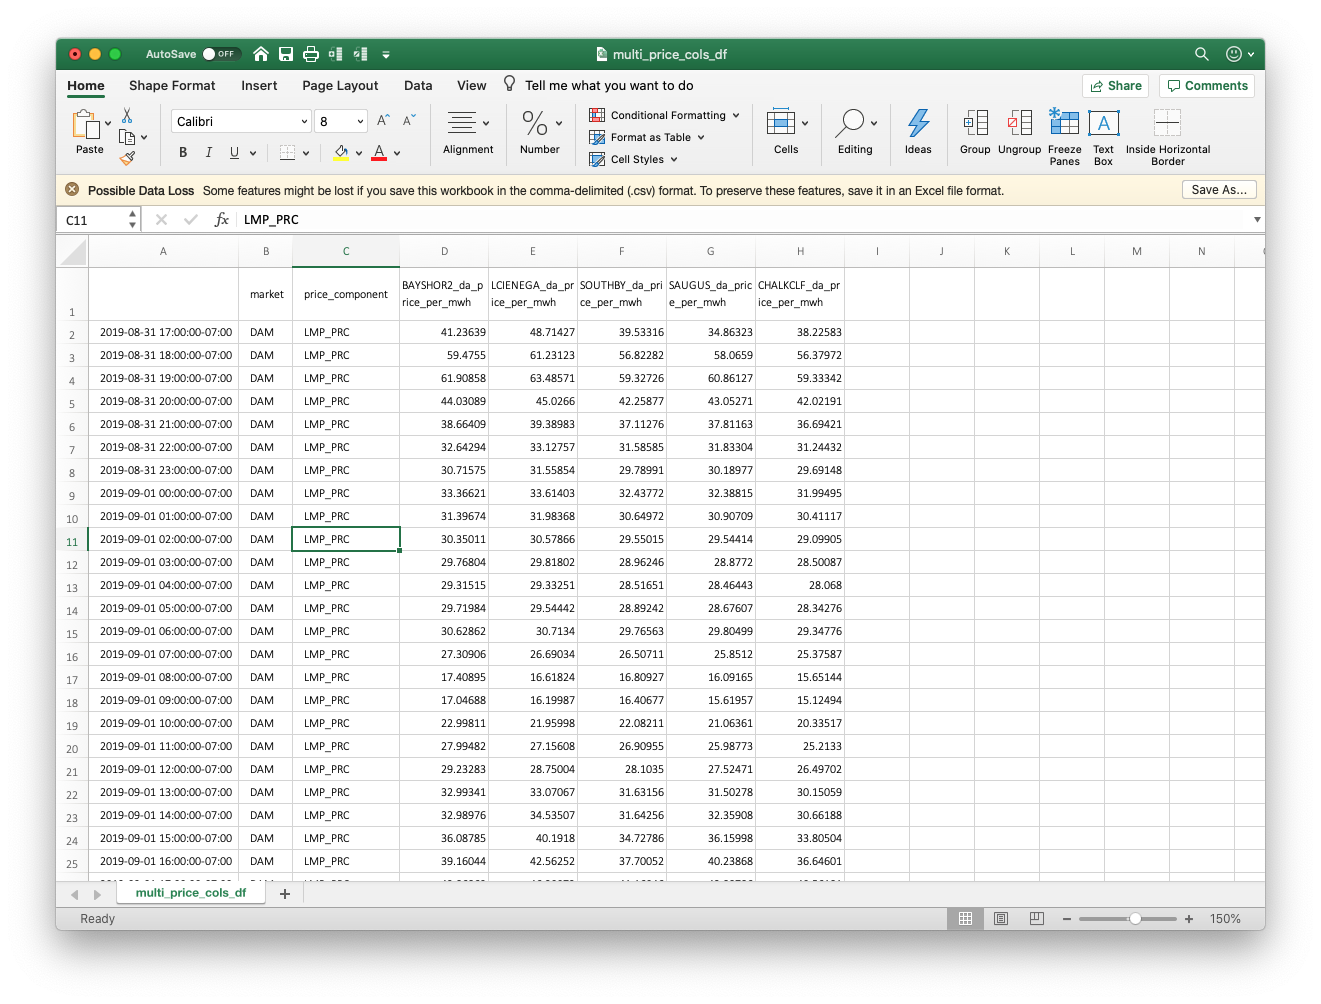 AutoSave OFF multi_price_cols_df
Home Shape Format Insert Page Layout Data View Tell me what you want to do Share Comments
Paste Calibri 8 A A B I U A Alignment % Number Conditional Formatting Format as Table Cell Styles Cells Editing Ideas Group Ungroup Freeze Panes A Text Box Inside Horizontal Border
Possible Data Loss Some features might be lost if you save this workbook in the comma-delimited (.csv) format. To preserve these features, save it in an Excel file format. Save As...
C11 fx LMP_PRC
A B C D E F G H I J K L M N
1 market price_component BAYSHOR2_da_price_per_mwh LCIENEGA_da_price_per_mwh SOUTHBY_da_price_per_mwh SAUGUS_da_price_per_mwh CHALKCLF_da_price_per_mwh
2 2019-08-31 17:00:00-07:00 DAM LMP_PRC 41.23639 48.71427 39.53316 34.86323 38.22583
3 2019-08-31 18:00:00-07:00 DAM LMP_PRC 59.4755 61.23123 56.82282 58.0659 56.37972
4 2019-08-31 19:00:00-07:00 DAM LMP_PRC 61.90858 63.48571 59.32726 60.86127 59.33342
5 2019-08-31 20:00:00-07:00 DAM LMP_PRC 44.03089 45.0266 42.25877 43.05271 42.02191
6 2019-08-31 21:00:00-07:00 DAM LMP_PRC 38.66409 39.38983 37.11276 37.81163 36.69421
7 2019-08-31 22:00:00-07:00 DAM LMP_PRC 32.64294 33.12757 31.58585 31.83304 31.24432
8 2019-08-31 23:00:00-07:00 DAM LMP_PRC 30.71575 31.55854 29.78991 30.18977 29.69148
9 2019-09-01 00:00:00-07:00 DAM LMP_PRC 33.36621 33.61403 32.43772 32.38815 31.99495
10 2019-09-01 01:00:00-07:00 DAM LMP_PRC 31.39674 31.98368 30.64972 30.90709 30.41117
11 2019-09-01 02:00:00-07:00 DAM LMP_PRC 30.35011 30.57866 29.55015 29.54414 29.09905
12 2019-09-01 03:00:00-07:00 DAM LMP_PRC 29.76804 29.81802 28.96246 28.8772 28.50087
13 2019-09-01 04:00:00-07:00 DAM LMP_PRC 29.31515 29.33251 28.51651 28.46443 28.068
14 2019-09-01 05:00:00-07:00 DAM LMP_PRC 29.71984 29.54442 28.89242 28.67607 28.34276
15 2019-09-01 06:00:00-07:00 DAM LMP_PRC 30.62862 30.7134 29.76563 29.80499 29.34776
16 2019-09-01 07:00:00-07:00 DAM LMP_PRC 27.30906 26.69034 26.50711 25.8512 25.37587
17 2019-09-01 08:00:00-07:00 DAM LMP_PRC 17.40895 16.61824 16.80927 16.09165 15.65144
18 2019-09-01 09:00:00-07:00 DAM LMP_PRC 17.04688 16.19987 16.40677 15.61957 15.12494
19 2019-09-01 10:00:00-07:00 DAM LMP_PRC 22.99811 21.95998 22.08211 21.06361 20.33517
20 2019-09-01 11:00:00-07:00 DAM LMP_PRC 27.99482 27.15608 26.90955 25.98773 25.2133
21 2019-09-01 12:00:00-07:00 DAM LMP_PRC 29.23283 28.75004 28.1035 27.52471 26.49702
22 2019-09-01 13:00:00-07:00 DAM LMP_PRC 32.99341 33.07067 31.63156 31.50278 30.15059
23 2019-09-01 14:00:00-07:00 DAM LMP_PRC 32.98976 34.53507 31.64256 32.35908 30.66188
24 2019-09-01 15:00:00-07:00 DAM LMP_PRC 36.08785 40.1918 34.72786 36.15998 33.80504
25 2019-09-01 16:00:00-07:00 DAM LMP_PRC 39.16044 42.56252 37.70052 40.23868 36.64601
multi_price_cols_df +
Ready 150%